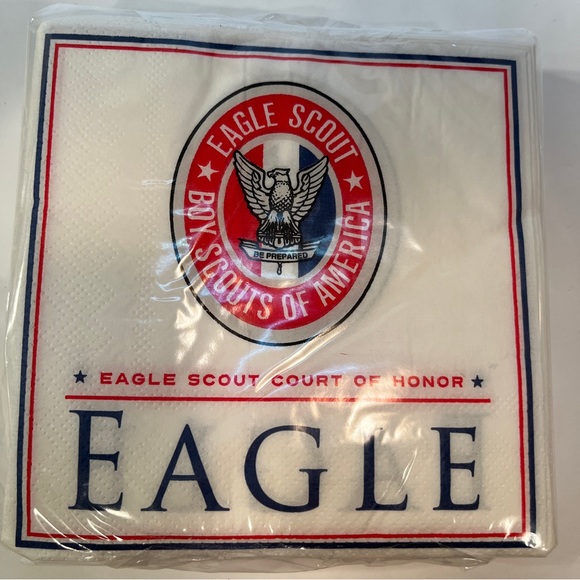 EAGLE SCOUT
BE PREPARED
BOY SCOUTS OF AMERICA
EAGLE SCOUT COURT OF HONOR
EAGLE